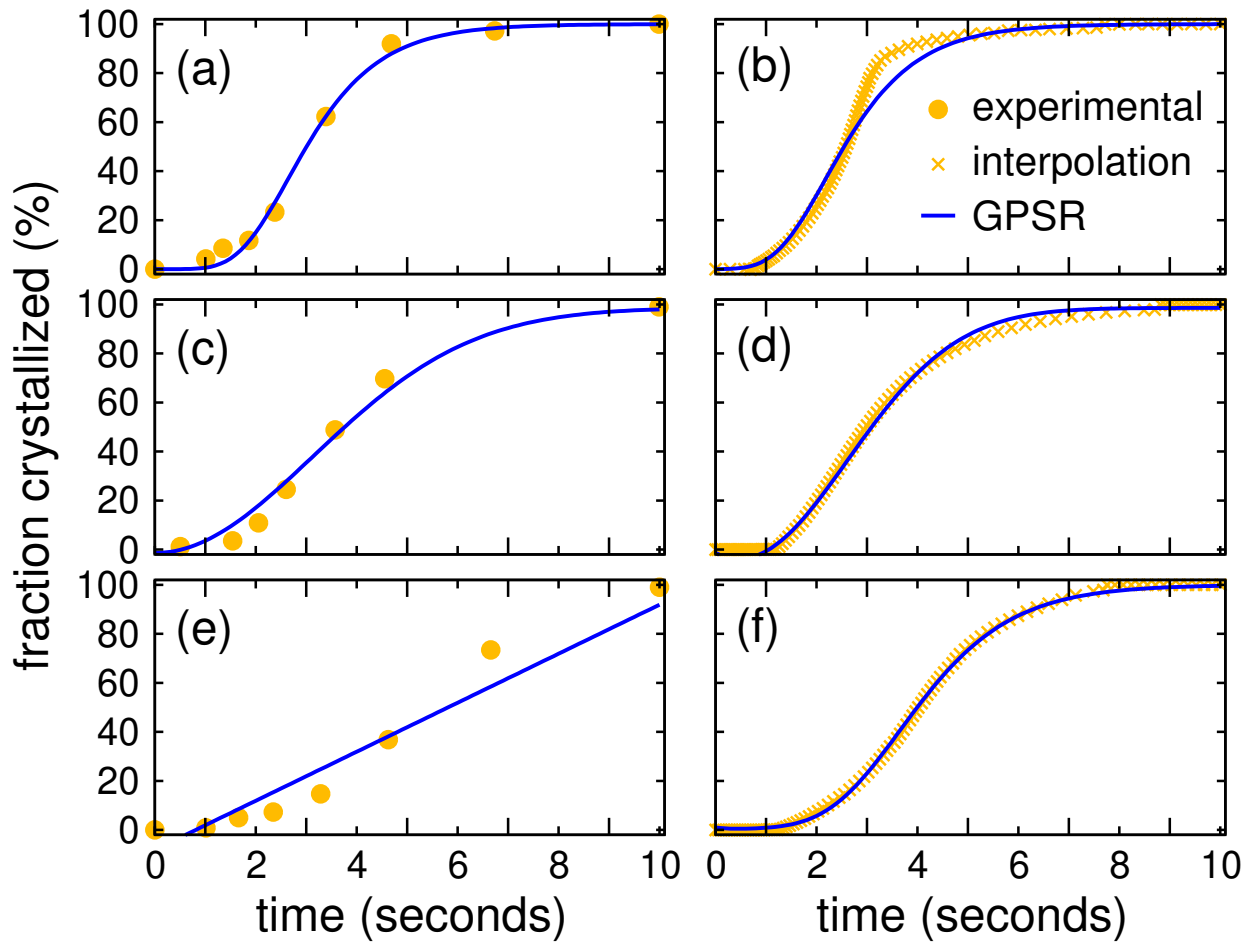 fraction crystallized (%)
100
80
60
40
20
0
(a)
(b)
experimental
interpolation
GPSR
100
80
60
40
20
0
(c)
(d)
100
80
60
40
20
0
(e)
(f)
0 2 4 6 8 10
0 2 4 6 8 10
time (seconds)
time (seconds)